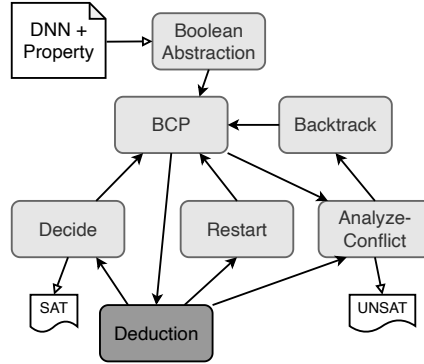 DNN +
Property
Boolean
Abstraction
BCP
Backtrack
Decide
Restart
Analyze-
Conflict
SAT
UNSAT
Deduction